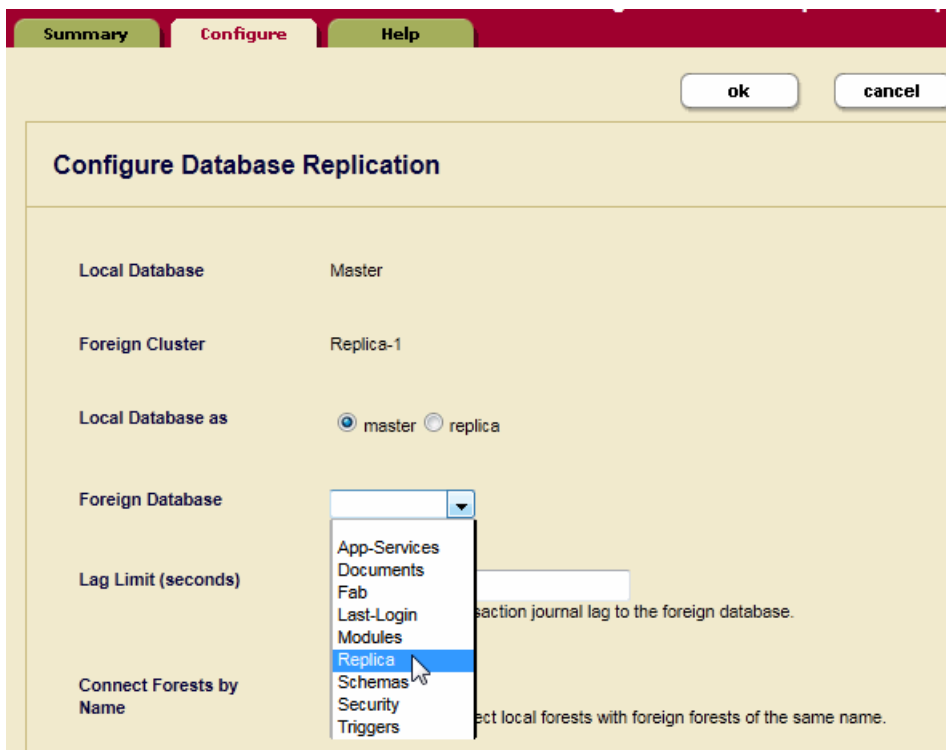 Summary Configure Help
ok cancel
Configure Database Replication
Local Database Master
Foreign Cluster Replica-1
Local Database as master replica
Foreign Database
App-Services
Documents
Lag Limit (seconds)
Fab
Last-Login
saction journal lag to the foreign database.
Modules
Replica
Schemas
Connect Forests by
Name
Security
Triggers
ect local forests with foreign forests of the same name.